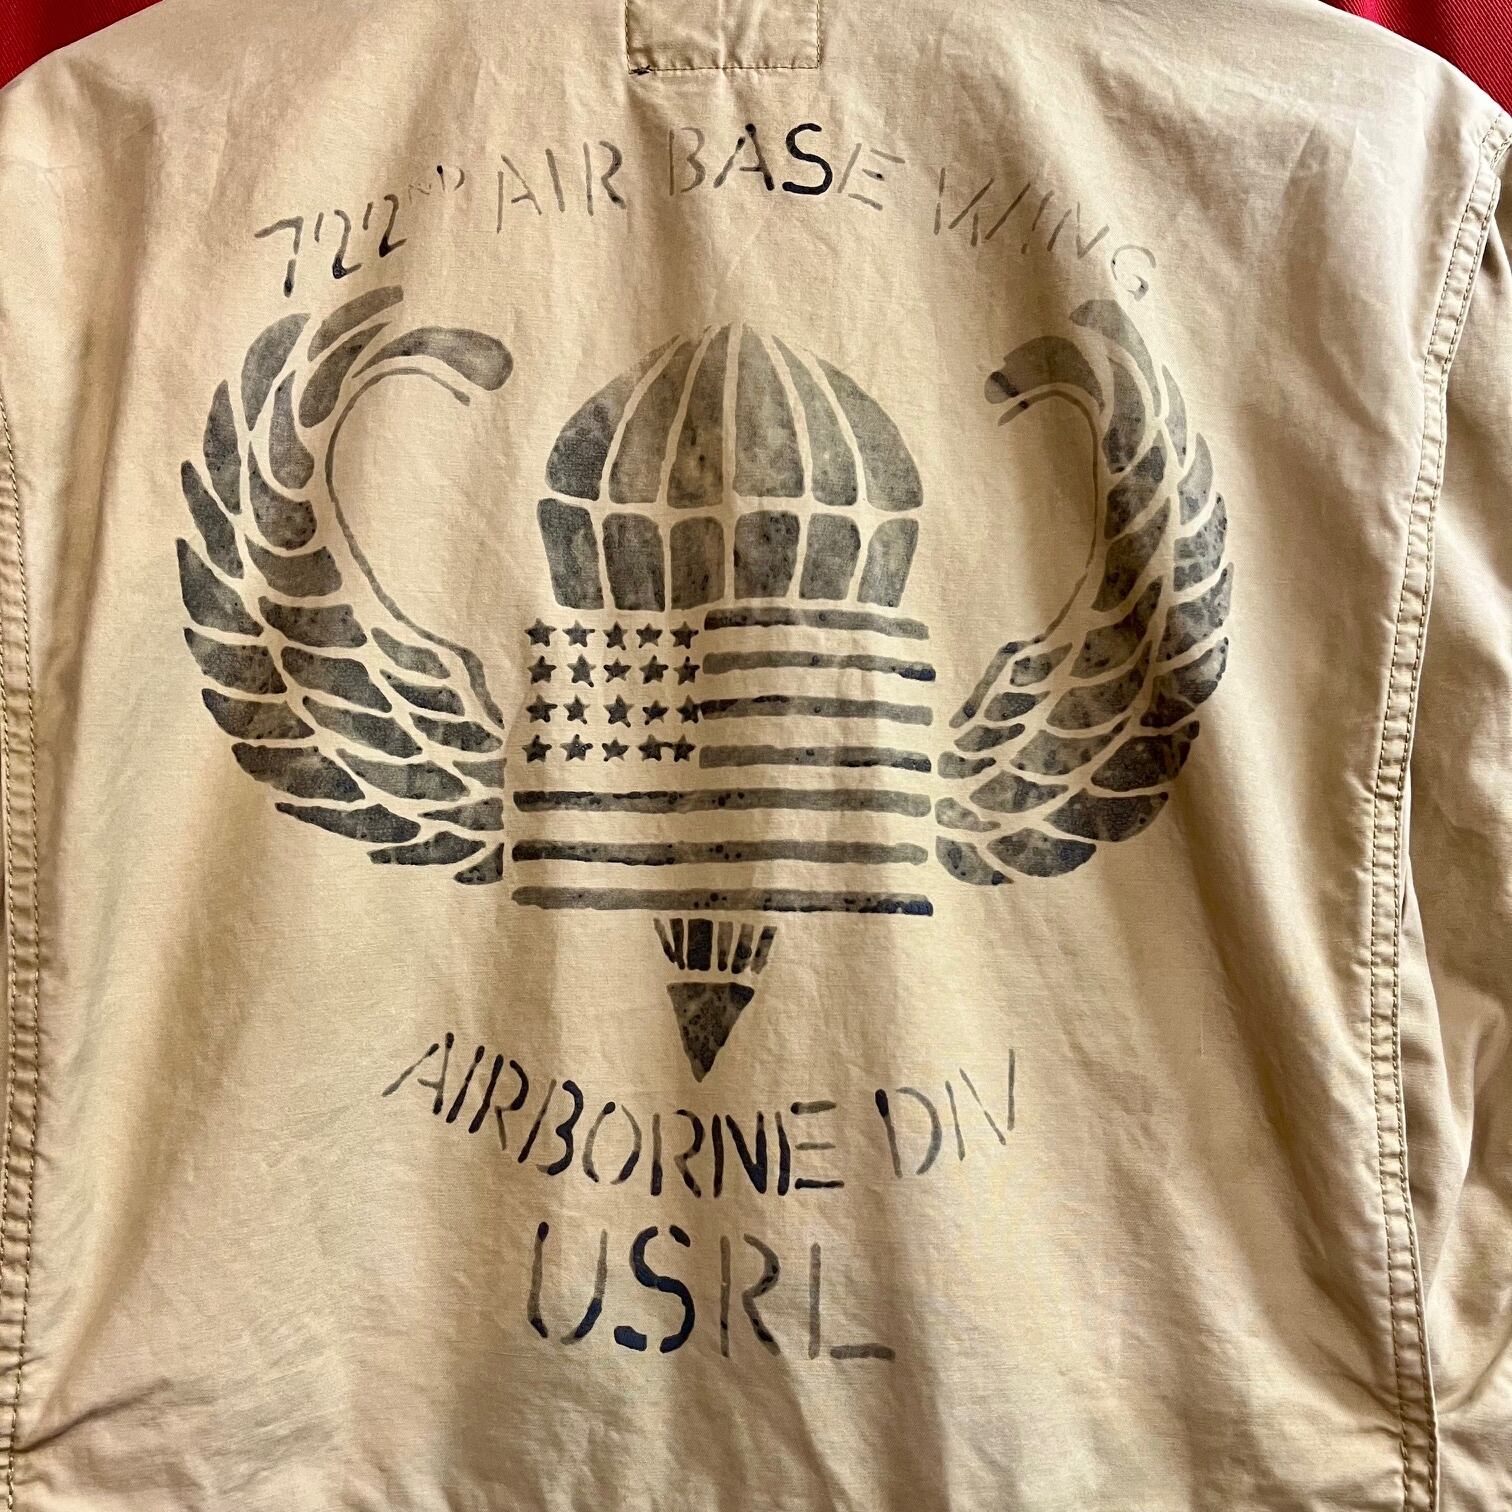 722ND AIR BASE WING
AIRBORNE DIV
USRL